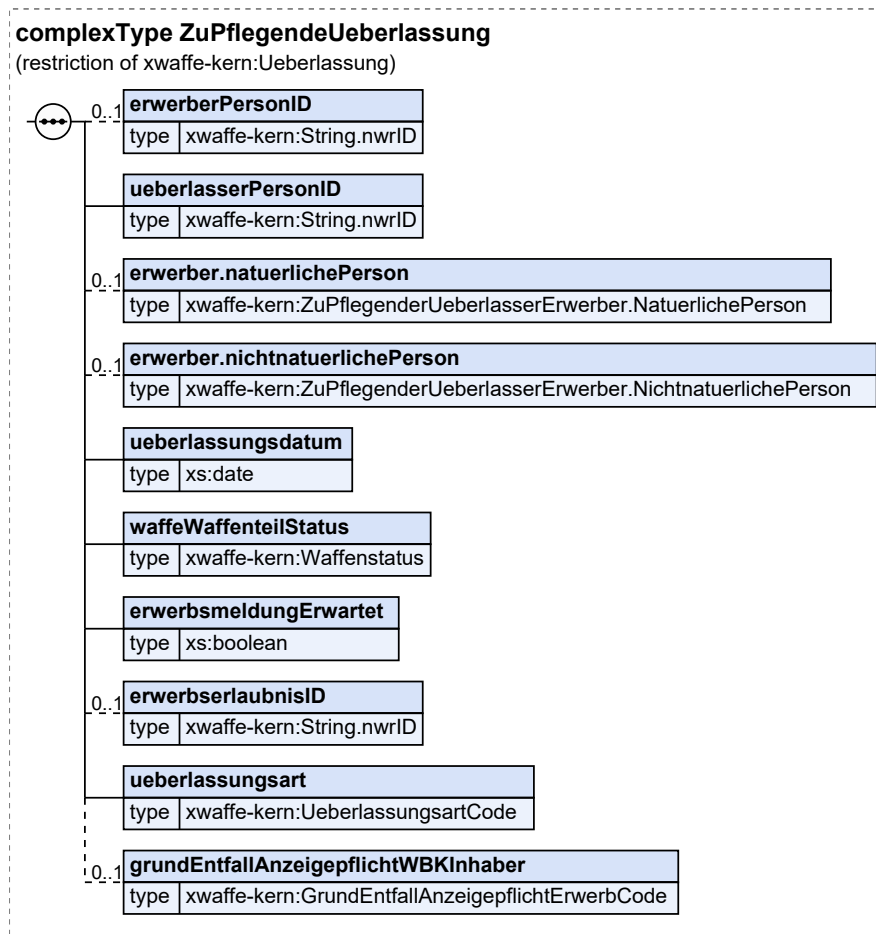 complexType ZuPflegendeUeberlassung
(restriction of xwaffe-kern:Ueberlassung)
0..1 erwerberPersonID
type xwaffe-kern:String.nwrID
ueberlasserPersonID
type xwaffe-kern:String.nwrID
0..1 erwerber.natuerlichePerson
type xwaffe-kern:ZuPflegenderUeberlasserErwerber.NatuerlichePerson
0..1 erwerber.nichtnatuerlichePerson
type xwaffe-kern:ZuPflegenderUeberlasserErwerber.NichtnatuerlichePerson
ueberlassungsdatum
type xs:date
waffeWaffenteilStatus
type xwaffe-kern:Waffenstatus
erwerbsmeldungErwartet
type xs:boolean
0..1 erwerbserlaubnisID
type xwaffe-kern:String.nwrID
ueberlassungsart
type xwaffe-kern:UeberlassungsartCode
0..1 grundEntfallAnzeigepflichtWBKInhaber
type xwaffe-kern:GrundEntfallAnzeigepflichtErwerbCode